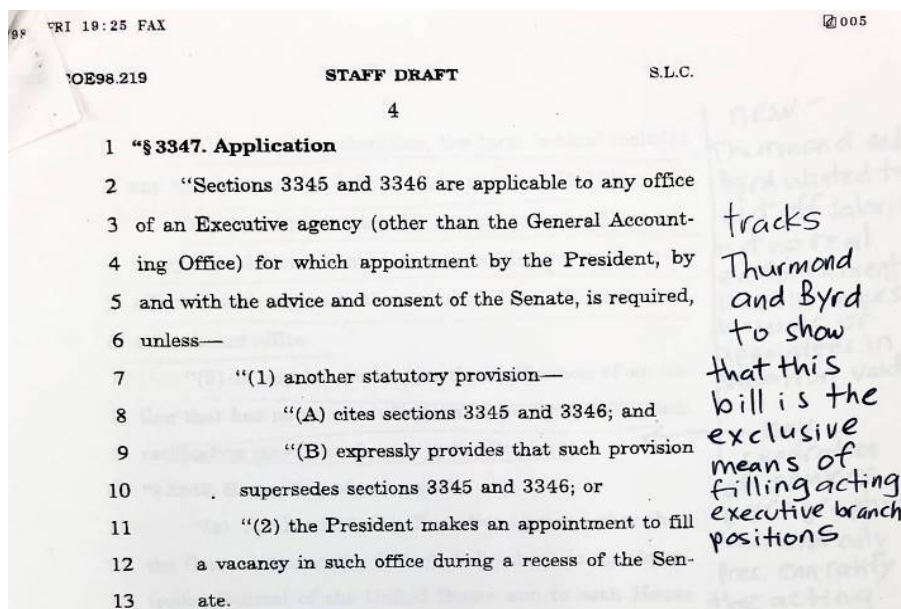 98 FRI 19:25 FAX
005
COE98.219
STAFF DRAFT
S.L.C.
4
1 "§ 3347. Application
2 "Sections 3345 and 3346 are applicable to any office
3 of an Executive agency (other than the General Account-
4 ing Office) for which appointment by the President, by
5 and with the advice and consent of the Senate, is required,
6 unless—
7 "(1) another statutory provision—
8 "(A) cites sections 3345 and 3346; and
9 "(B) expressly provides that such provision
10 supersedes sections 3345 and 3346; or
11 "(2) the President makes an appointment to fill
12 a vacancy in such office during a recess of the Sen-
13 ate.
tracks
Thurmond
and Byrd
to show
that this
bill is the
exclusive
means of
filling acting
executive branch
positions